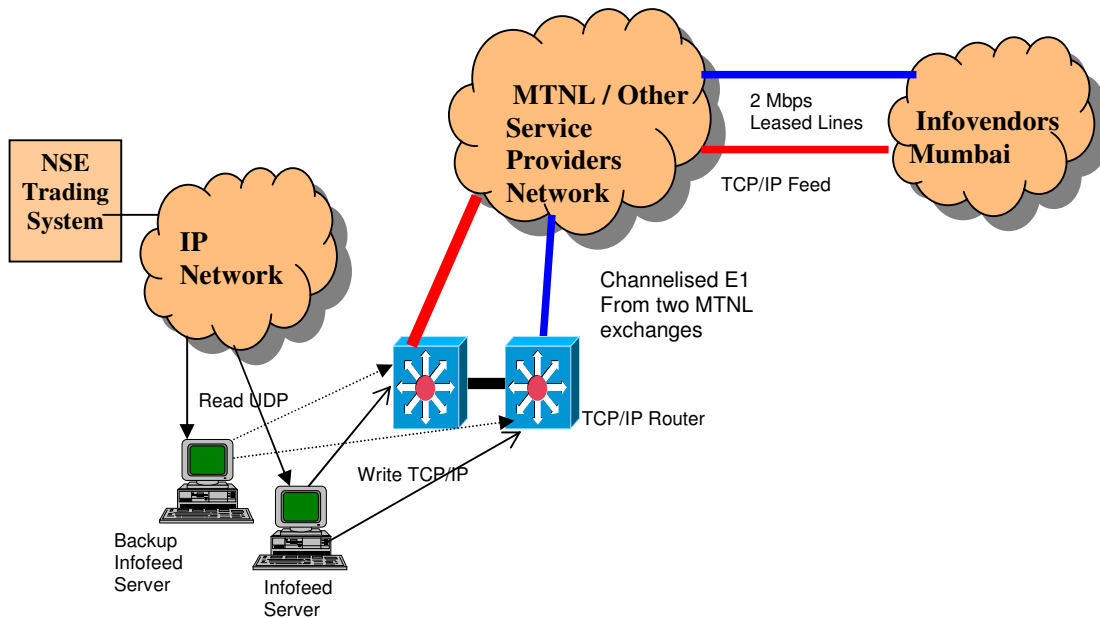 NSE
Trading
System
IP
Network
MTNL / Other
Service
Providers
Network
2 Mbps
Leased Lines
TCP/IP Feed
Infovendors
Mumbai
Channelised E1
From two MTNL
exchanges
Read UDP
TCP/IP Router
Write TCP/IP
Backup
Infofeed
Server
Infofeed
Server